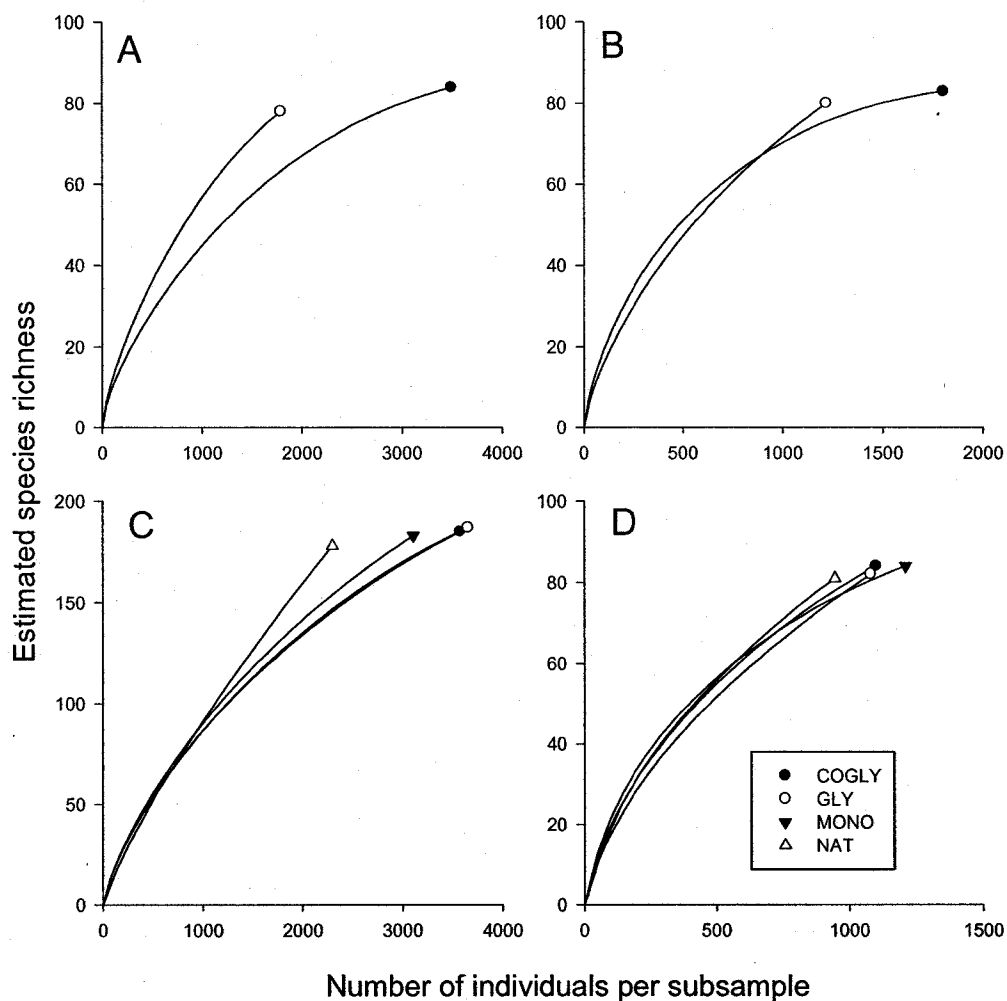 A
100
80
60
40
20
0
0 1000 2000 3000 4000
B
100
80
60
40
20
0
0 500 1000 1500 2000
C
200
150
100
50
0
0 1000 2000 3000 4000
D
100
80
60
40
20
0
0 500 1000 1500
COGLY
GLY
MONO
NAT
Estimated species richness
Number of individuals per subsample